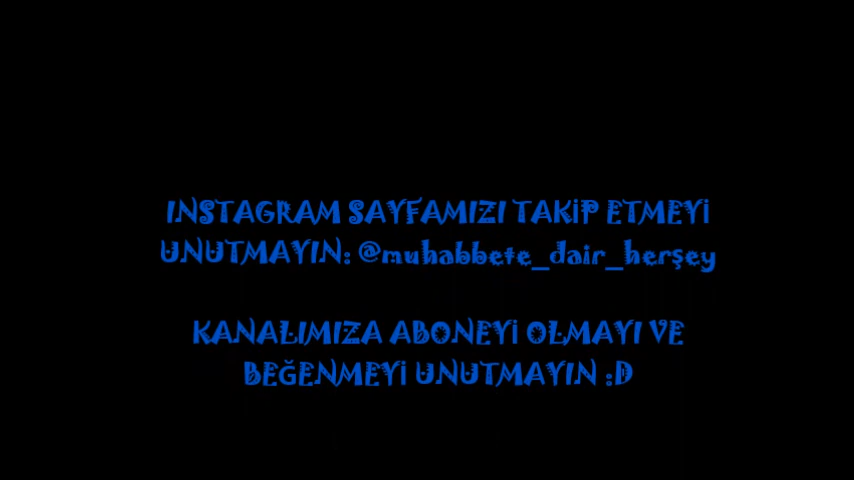 INSTAGRAM SAYFAMIZI TAKİP ETMEYİ
UNUTMAYIN: @muhabbete_dair_herşey
KANALIMIZA ABONEYİ OLMAYI VE
BEĞENMEYİ UNUTMAYIN :D